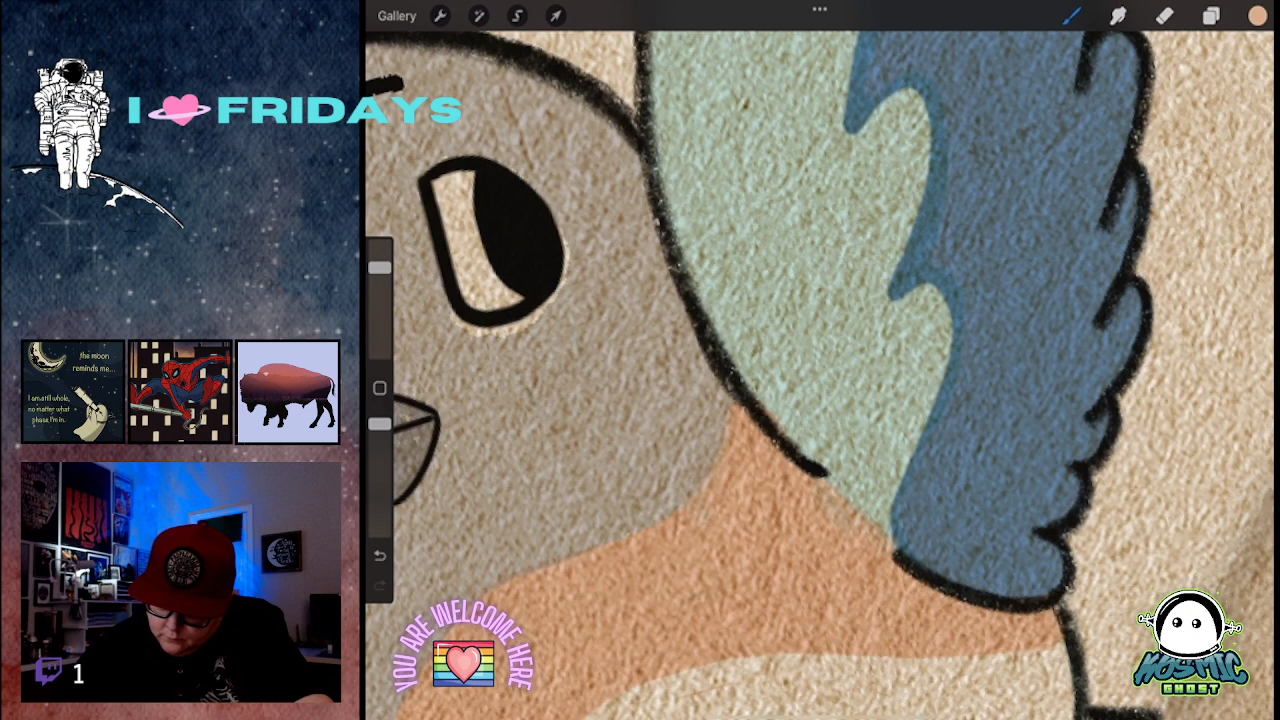 Gallery
I FRIDAYS
the moon
reminds me...
I am still whole,
no matter what
phase I'm in.
1
YOU ARE WELCOME HERE
KOSMIC
GHOST